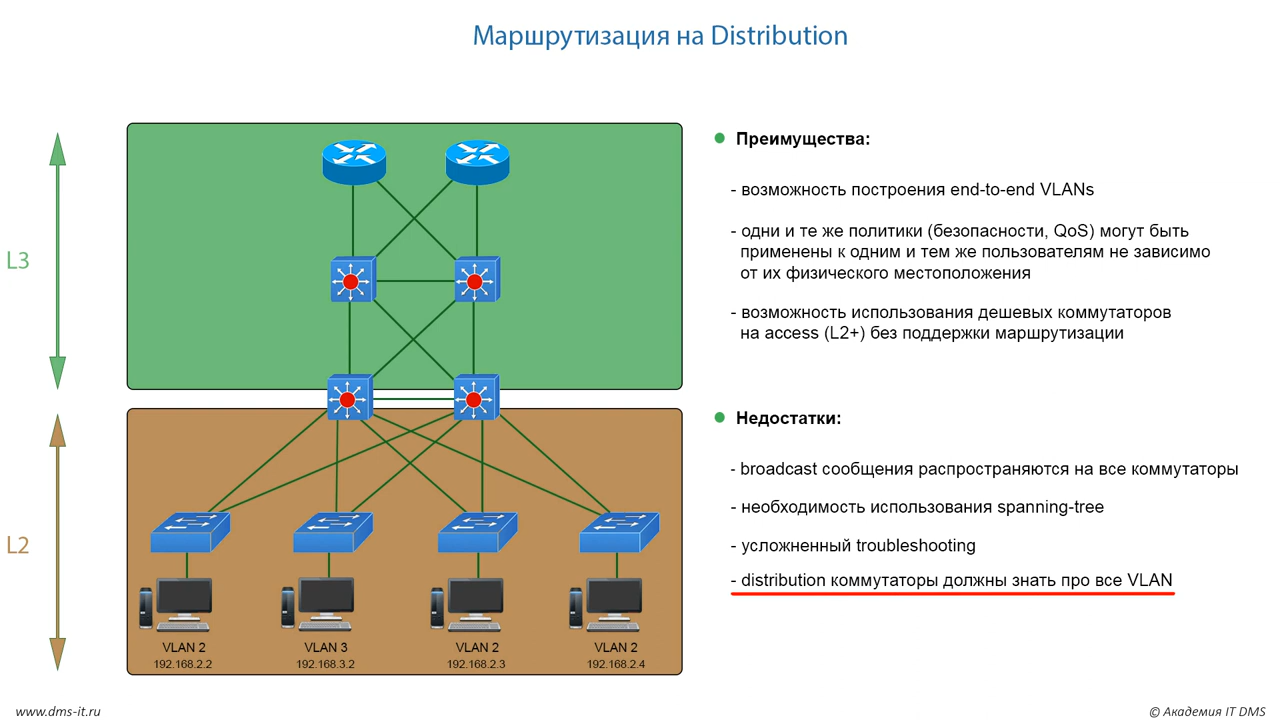 Маршрутизация на Distribution
L3
L2
VLAN 2
192.168.2.2
VLAN 3
192.168.3.2
VLAN 2
192.168.2.3
VLAN 2
192.168.2.4
Преимущества:
- возможность построения end-to-end VLANs
- одни и те же политики (безопасности, QoS) могут быть
применены к одним и тем же пользователям не зависимо
от их физического местоположения
- возможность использования дешевых коммутаторов
на access (L2+) без поддержки маршрутизации
Недостатки:
- broadcast сообщения распространяются на все коммутаторы
- необходимость использования spanning-tree
- усложненный troubleshooting
- distribution коммутаторы должны знать про все VLAN
www.dms-it.ru
© Академия IT DMS